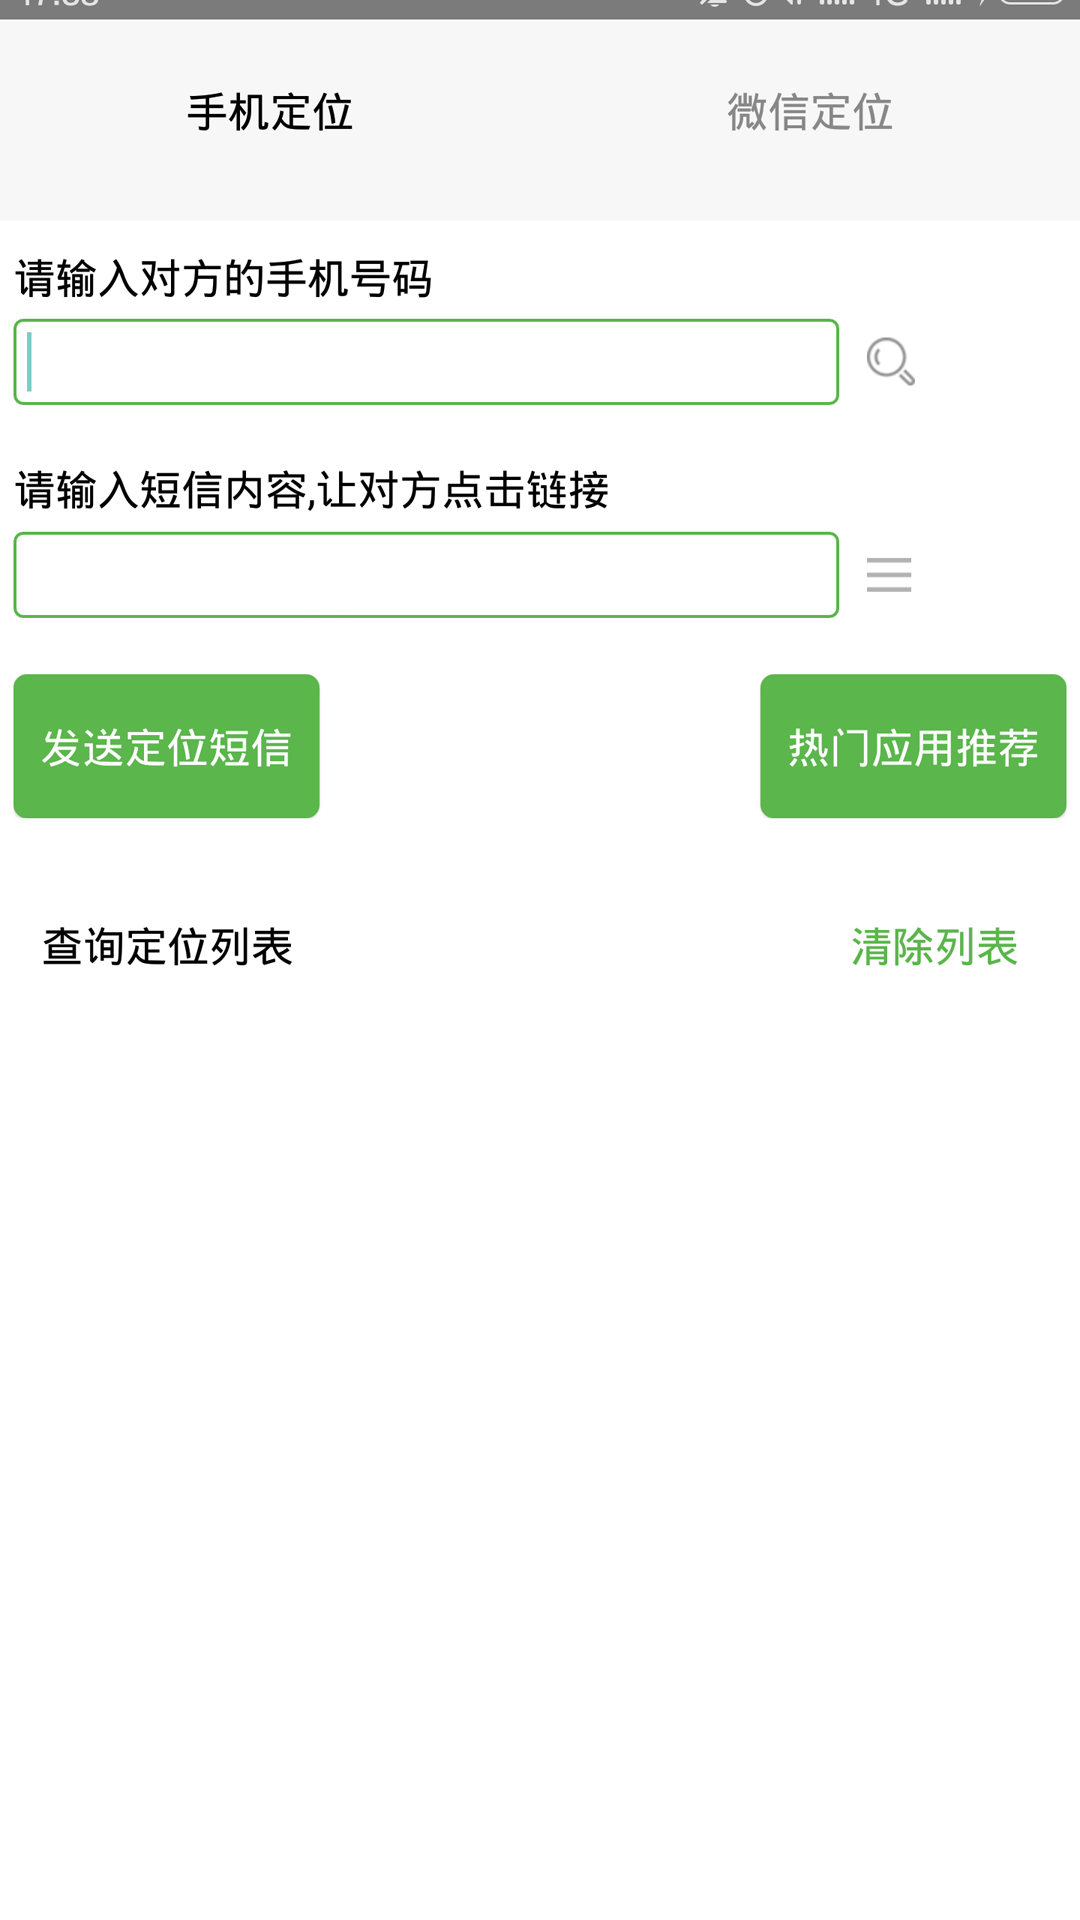 手机定位
微信定位
请输入对方的手机号码
请输入短信内容,让对方点击链接
发送定位短信
热门应用推荐
查询定位列表
清除列表